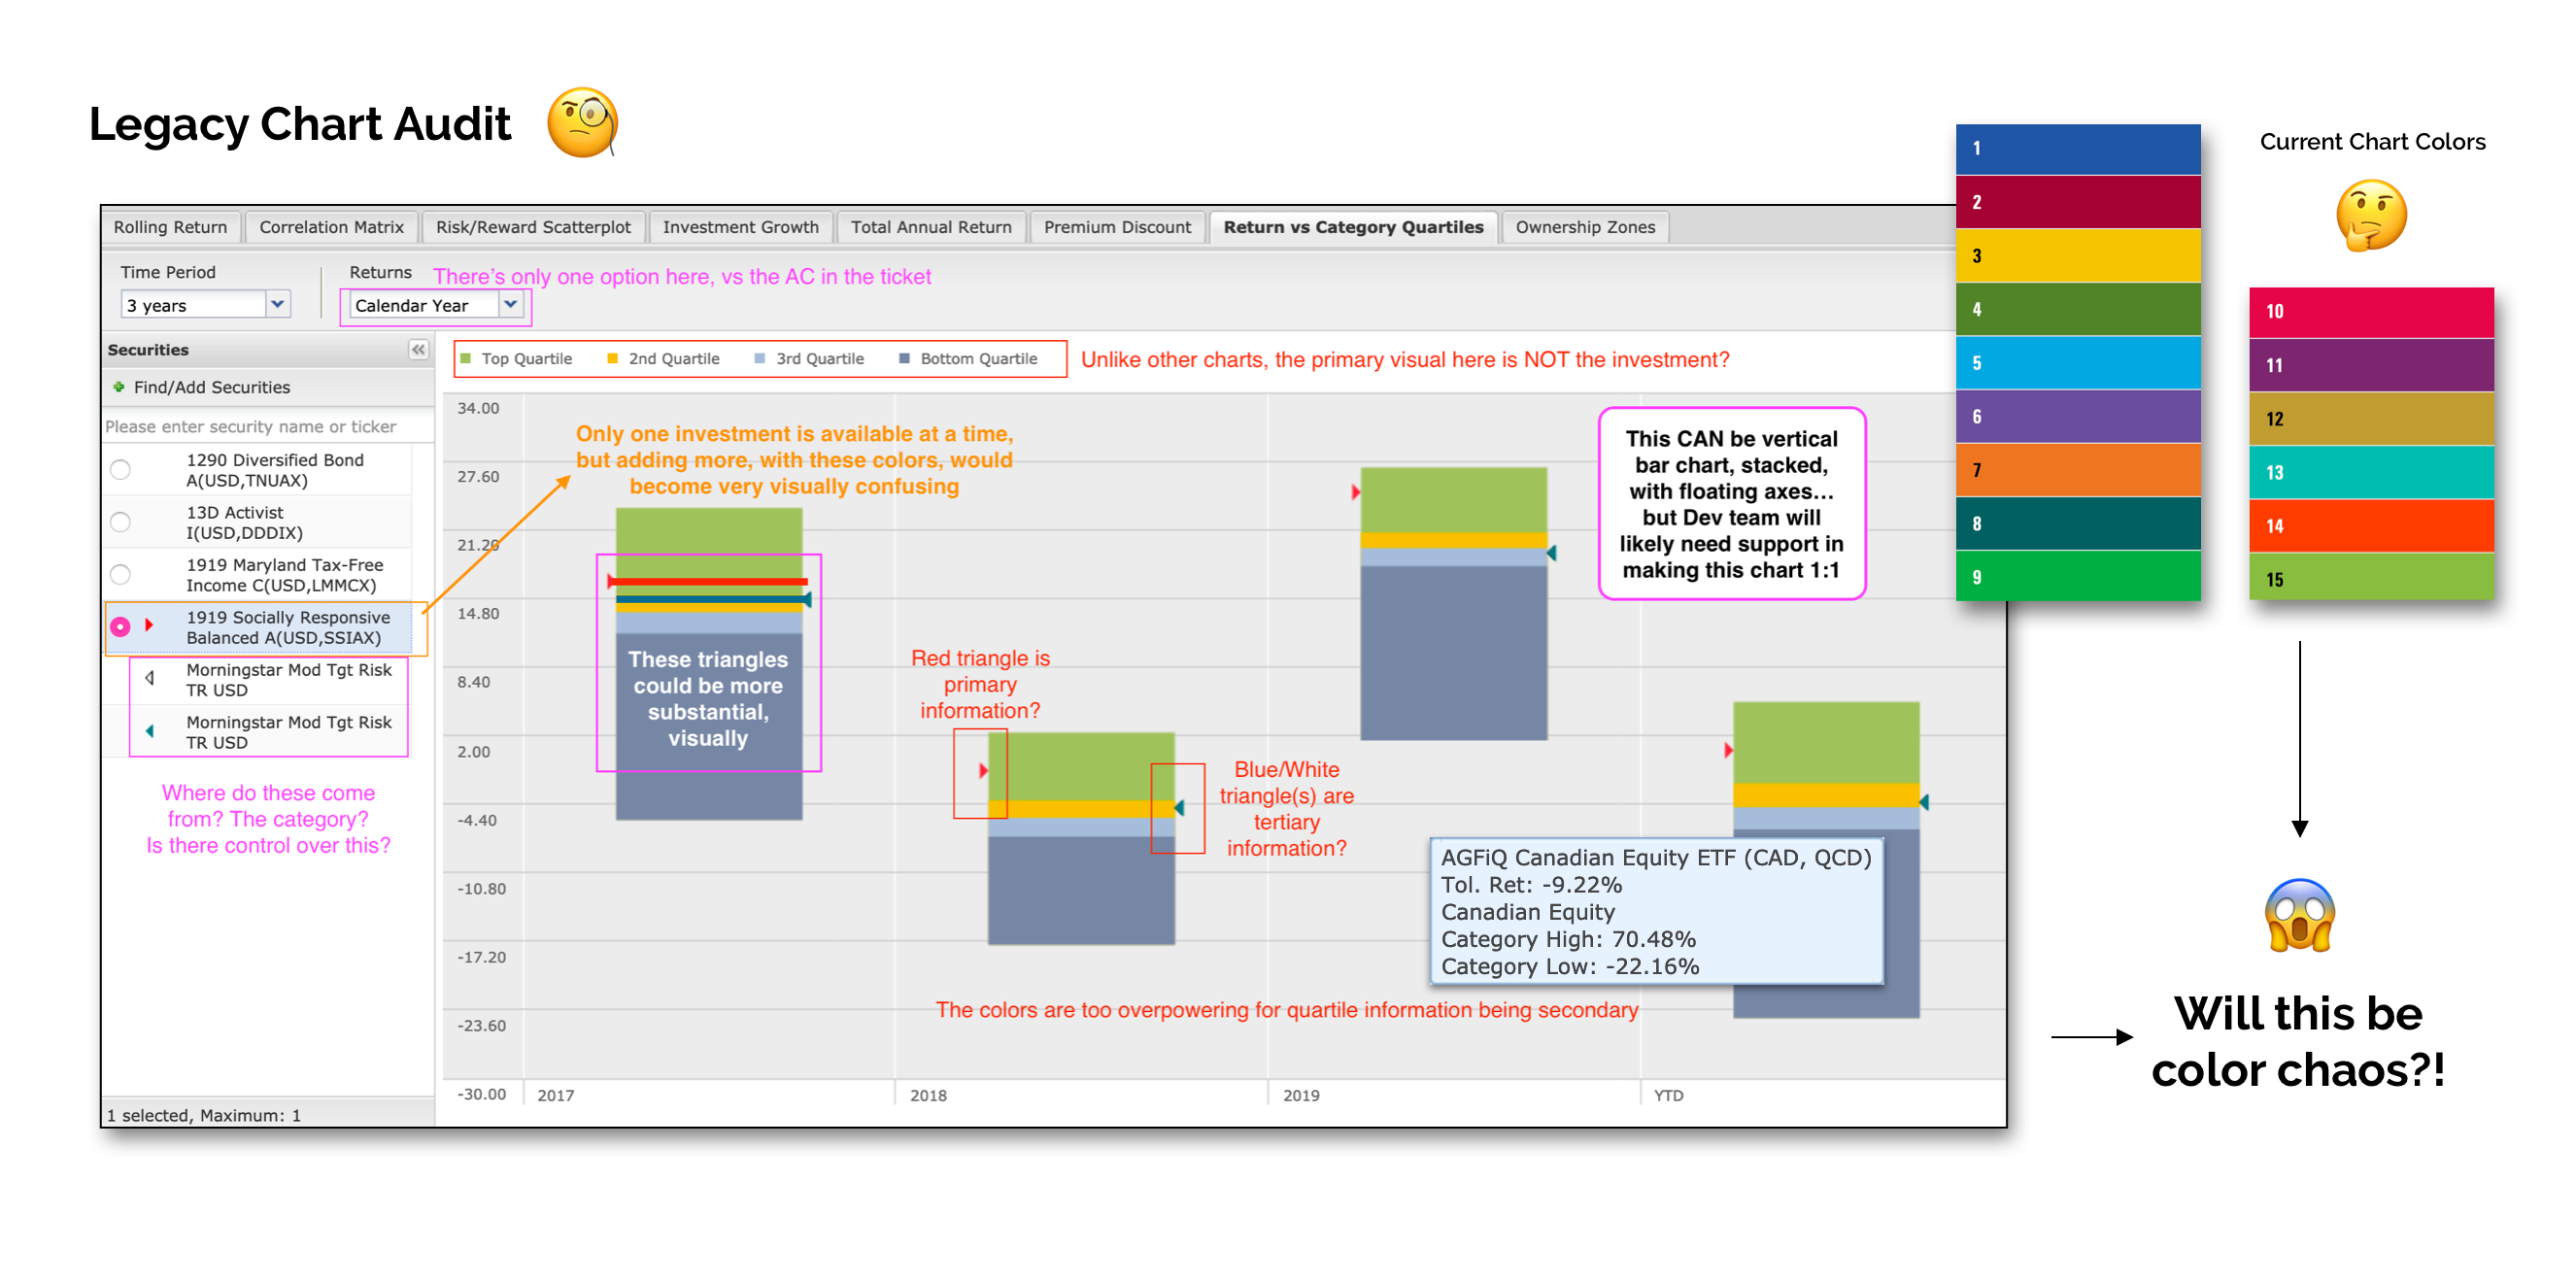 Legacy Chart Audit
Rolling Return
Correlation Matrix
Risk/Reward Scatterplot
Investment Growth
Total Annual Return
Premium Discount
Return vs Category Quartiles
Ownership Zones
Time Period
3 years
Returns
Calendar Year
There's only one option here, vs the AC in the ticket
Securities
Find/Add Securities
Please enter security name or ticker
1290 Diversified Bond
A(USD,TNUAX)
13D Activist
I(USD,DDDIX)
1919 Maryland Tax-Free
Income C(USD,LMMCX)
1919 Socially Responsive
Balanced A(USD,SSIAX)
Morningstar Mod Tgt Risk
TR USD
Morningstar Mod Tgt Risk
TR USD
Where do these come
from? The category?
Is there control over this?
1 selected, Maximum: 1
Top Quartile
2nd Quartile
3rd Quartile
Bottom Quartile
Unlike other charts, the primary visual here is NOT the investment?
34.00
27.60
21.20
14.80
8.40
2.00
-4.40
-10.80
-17.20
-23.60
-30.00
Only one investment is available at a time,
but adding more, with these colors, would
become very visually confusing
These triangles
could be more
substantial,
visually
Red triangle is
primary
information?
Blue/White
triangle(s) are
tertiary
information?
This CAN be vertical
bar chart, stacked,
with floating axes...
but Dev team will
likely need support in
making this chart 1:1
AGFiQ Canadian Equity ETF (CAD, QCD)
Tol. Ret: -9.22%
Canadian Equity
Category High: 70.48%
Category Low: -22.16%
The colors are too overpowering for quartile information being secondary
2017
2018
2019
YTD
1
2
3
4
5
6
7
8
9
Current Chart Colors
10
11
12
13
14
15
Will this be
color chaos?!